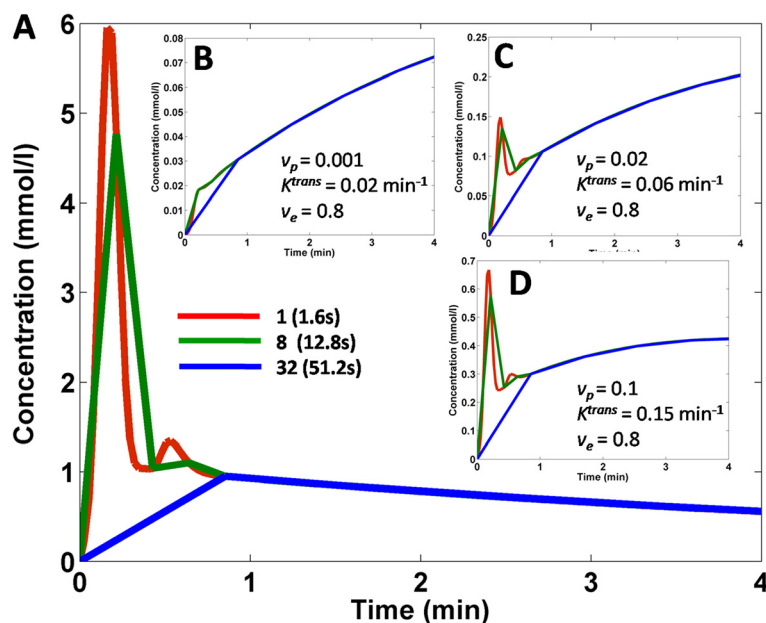 A
Concentration (mmol/l)
6
5
4
3
2
1
0
0
1
2
3
4
Time (min)
1 (1.6s)
8 (12.8s)
32 (51.2s)
B
Concentration (mmol/l)
0.08
0.07
0.06
0.05
0.04
0.03
0.02
0.01
0.00
0
1
2
3
4
Time (min)
vp = 0.001
Ktrans = 0.02 min-1
ve = 0.8
C
Concentration (mmol/l)
0.25
0.2
0.15
0.1
0.05
0
0
1
2
3
4
Time (min)
vp = 0.02
Ktrans = 0.06 min-1
ve = 0.8
D
Concentration (mmol/l)
0.7
0.6
0.5
0.4
0.3
0.2
0.1
0
0
1
2
3
4
Time (min)
vp = 0.1
Ktrans = 0.15 min-1
ve = 0.8